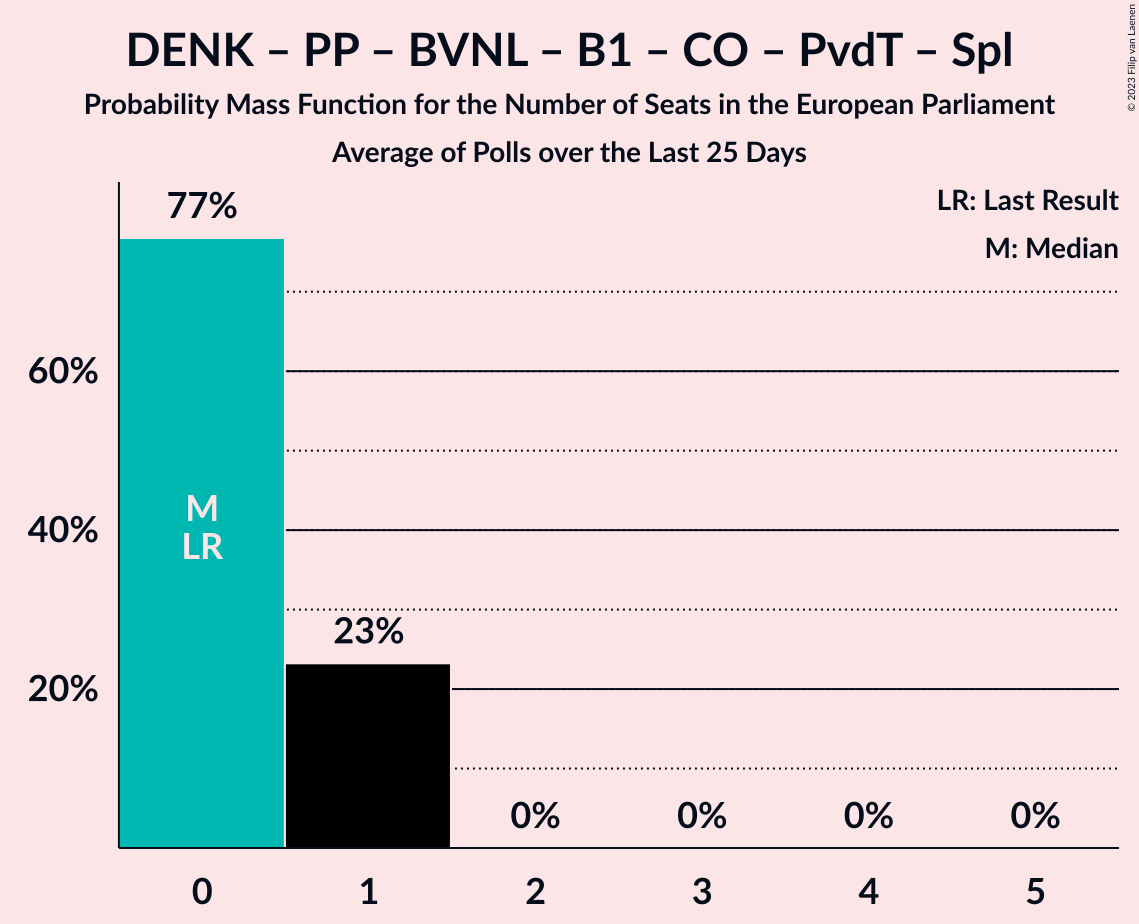 DENK – PP – BVNL – B1 – CO – PvdT – Spl
Probability Mass Function for the Number of Seats in the European Parliament
Average of Polls over the Last 25 Days
© 2023 Filip van Laenen
LR: Last Result
M: Median
77%
60%
40%
20%
M
LR
23%
0%
0%
0%
0%
0
1
2
3
4
5